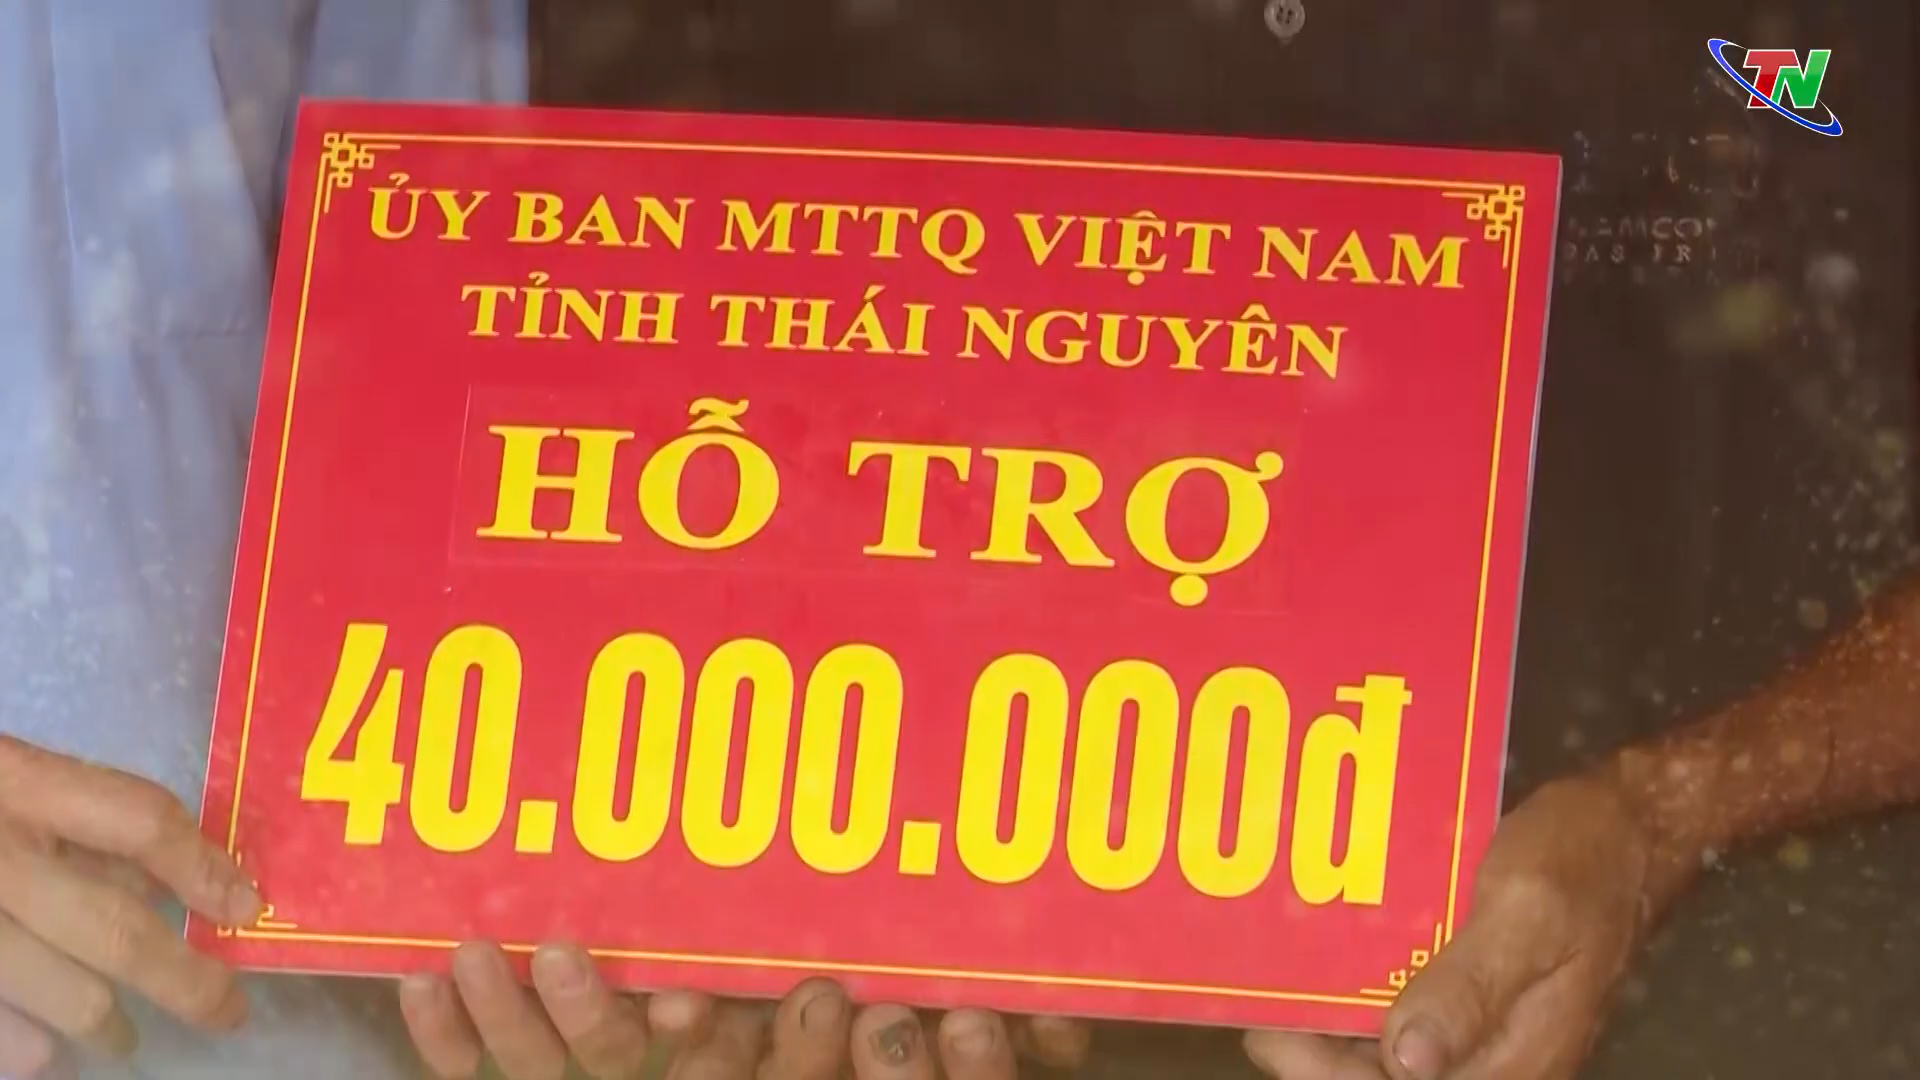 TN
ỦY BAN MTTQ VIỆT NAM
TỈNH THÁI NGUYÊN
HỖ TRỢ
40.000.000đ